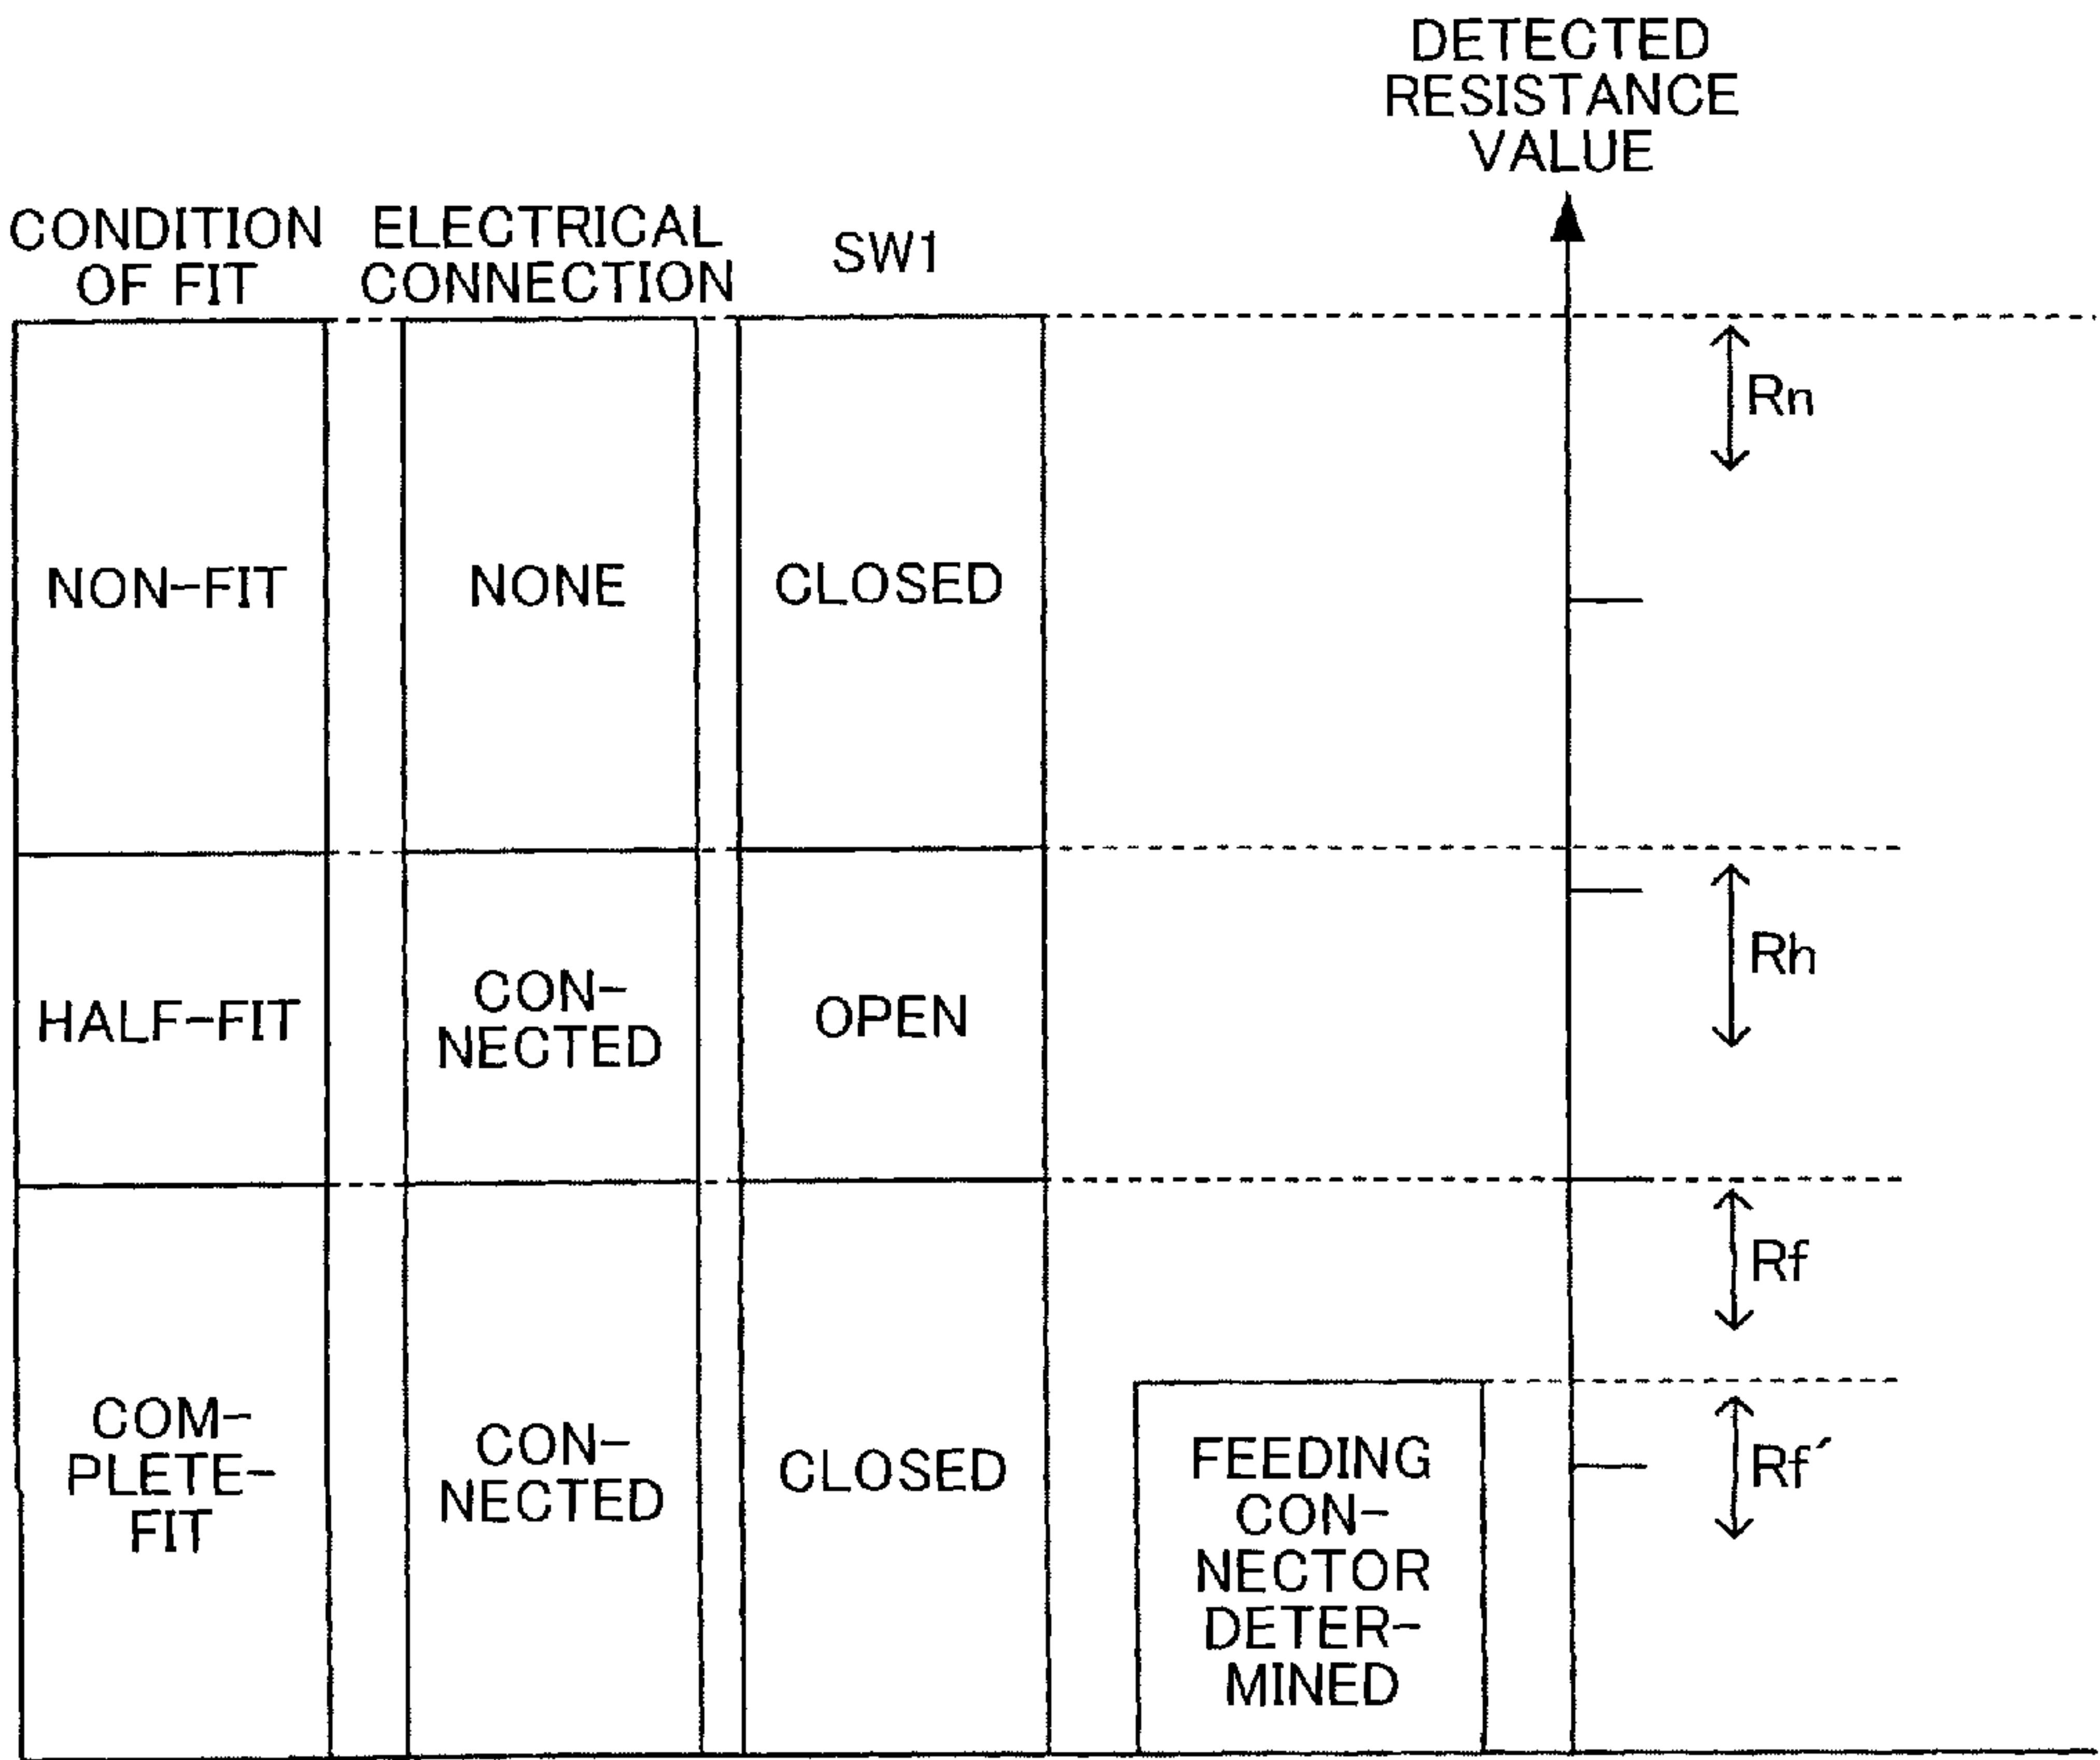 DETECTED
RESISTANCE
VALUE
CONDITION
OF FIT
ELECTRICAL
CONNECTION
SW1
Rn
NON-FIT
NONE
CLOSED
Rh
HALF-FIT
CON-
NECTED
OPEN
Rf
COM-
PLETE-
FIT
CON-
NECTED
CLOSED
FEEDING
CON-
NECTOR
DETER-
MINED
Rf´